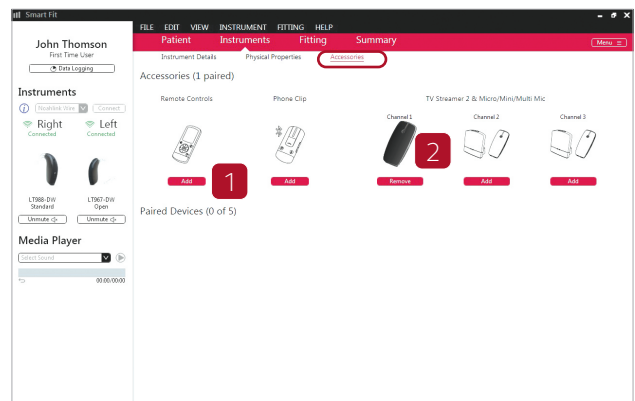 Smart Fit
FILE EDIT VIEW INSTRUMENT FITTING HELP
Patient Instruments Fitting Summary Menu
Instrument Details Physical Properties Accessories
John Thomson
First Time User
Data Logging
Instruments
Noahlink Wire Connect
Right Left
Connected Connected
LT988-DW LT967-DW
Standard Open
Unmute Unmute
Media Player
Select Sound
00:00/00:00
Accessories (1 paired)
Remote Controls Phone Clip TV Streamer 2 & Micro/Mini/Multi Mic
Channel 1 Channel 2 Channel 3
1 2
Add Add Remove Add Add
Paired Devices (0 of 5)